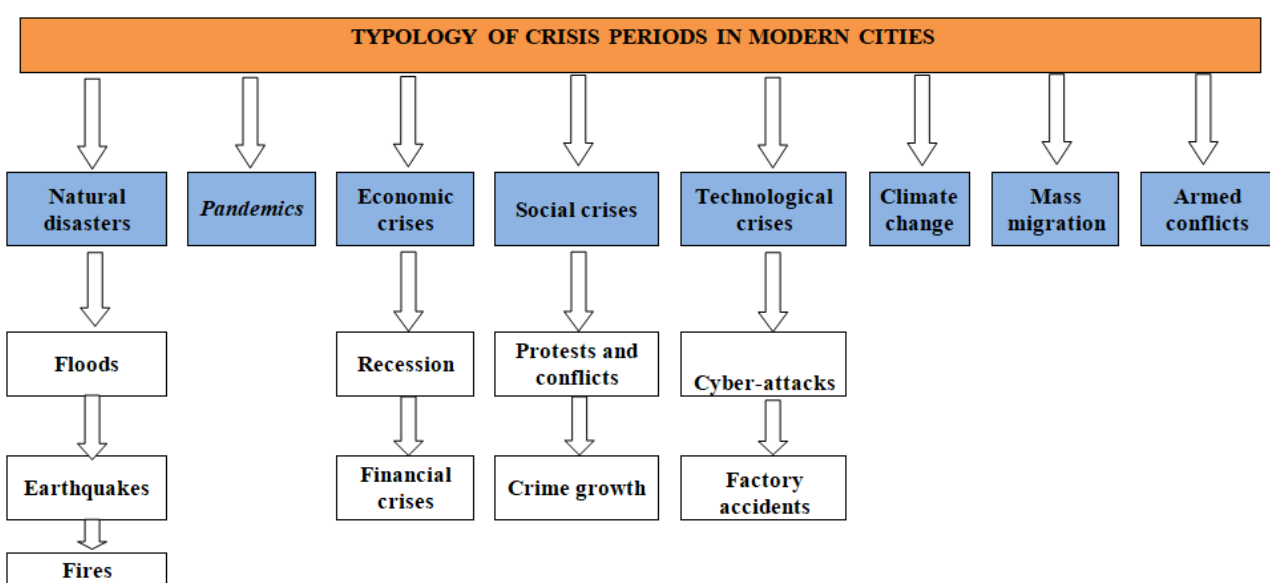 TYPOLOGY OF CRISIS PERIODS IN MODERN CITIES
Natural
disasters
Pandemics
Economic
crises
Social crises
Technological
crises
Climate
change
Mass
migration
Armed
conflicts
Floods
Recession
Protests and
conflicts
Cyber-attacks
Earthquakes
Financial
crises
Crime growth
Factory
accidents
Fires